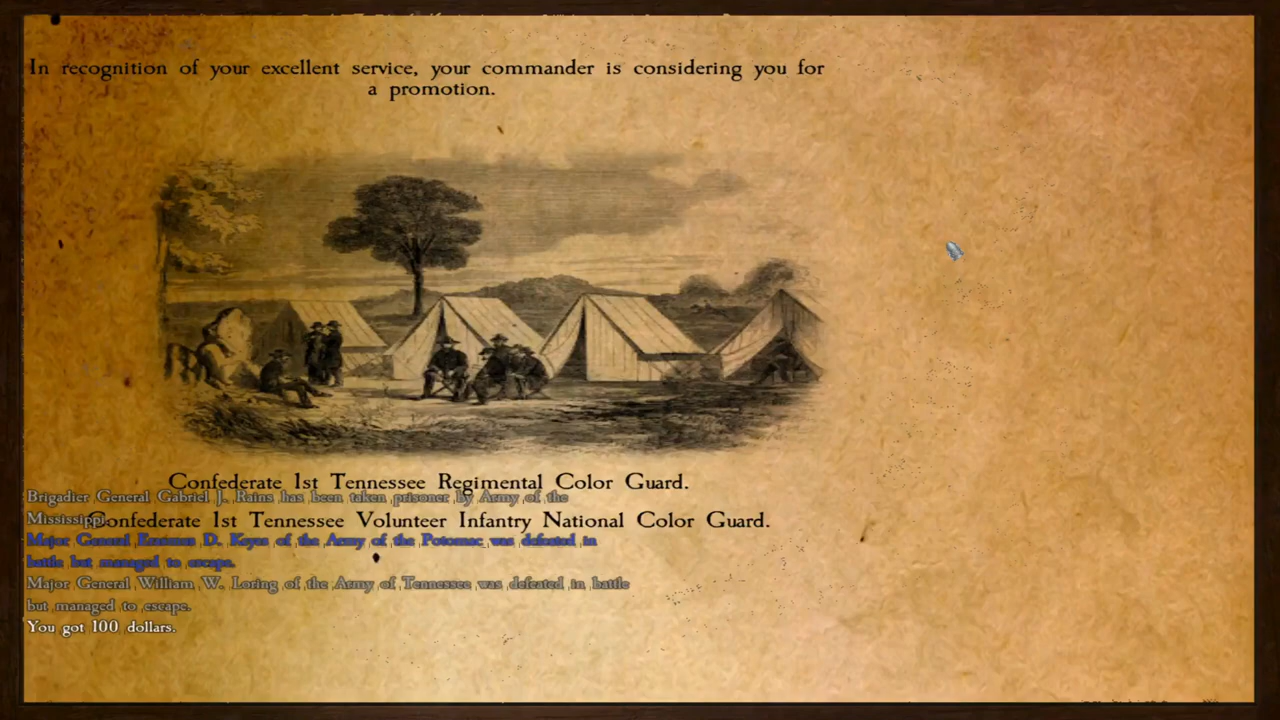 In recognition of your excellent service, your commander is considering you for
a promotion.
Confederate 1st Tennessee Regimental Color Guard.
Brigadier General Gabriel J. Rains has been taken prisoner by Army of the
Mississippi.
Confederate 1st Tennessee Volunteer Infantry National Color Guard.
Major General Erasmus D. Keyes of the Army of the Potomac was defeated in
battle but managed to escape.
Major General William W. Loring of the Army of Tennessee was defeated in battle
but managed to escape.
You got 100 dollars.